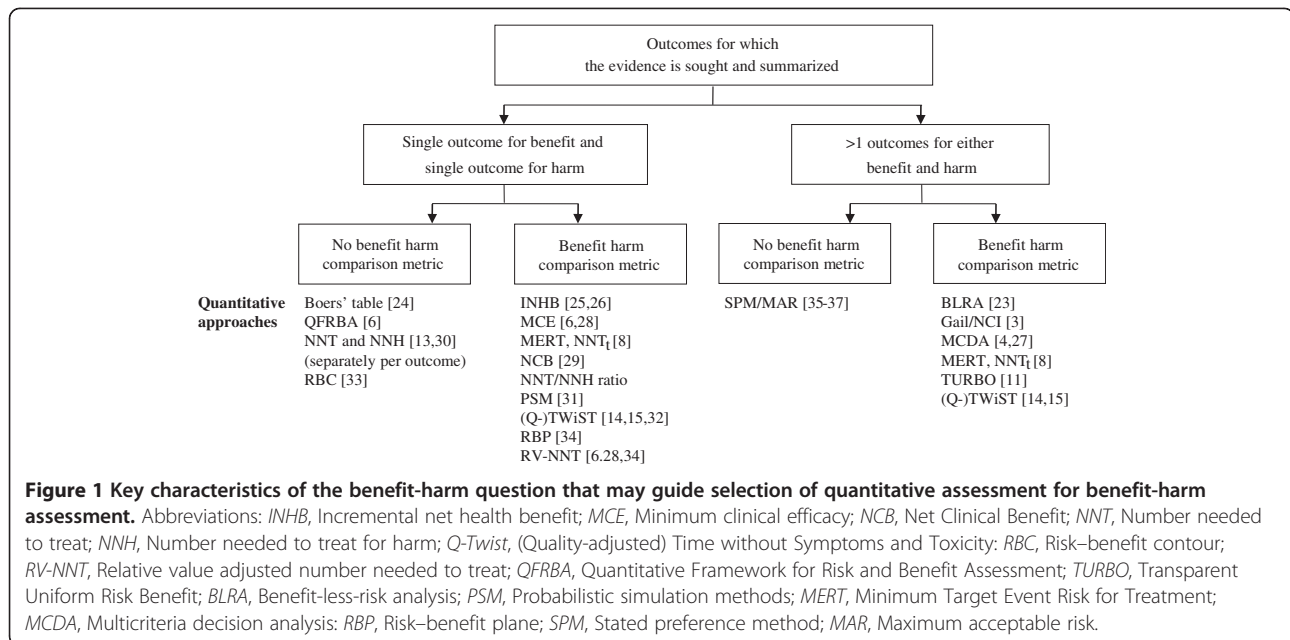 Outcomes for which
the evidence is sought and summarized
Single outcome for benefit and
single outcome for harm
>1 outcomes for either
benefit and harm
No benefit harm
comparison metric
Benefit harm
comparison metric
No benefit harm
comparison metric
Benefit harm
comparison metric
Quantitative
approaches
Boers' table [24]
QFRBA [6]
NNT and NNH [13,30]
(separately per outcome)
RBC [33]
INHB [25,26]
MCE [6,28]
MERT, NNTt [8]
NCB [29]
NNT/NNH ratio
PSM [31]
(Q-)TWiST [14,15,32]
RBP [34]
RV-NNT [6.28,34]
SPM/MAR [35-37]
BLRA [23]
Gail/NCI [3]
MCDA [4,27]
MERT, NNTt [8]
TURBO [11]
(Q-)TWiST [14,15]
Figure 1 Key characteristics of the benefit-harm question that may guide selection of quantitative assessment for benefit-harm
assessment. Abbreviations: INHB, Incremental net health benefit; MCE, Minimum clinical efficacy; NCB, Net Clinical Benefit; NNT, Number needed
to treat; NNH, Number needed to treat for harm; Q-Twist, (Quality-adjusted) Time without Symptoms and Toxicity: RBC, Risk–benefit contour;
RV-NNT, Relative value adjusted number needed to treat; QFRBA, Quantitative Framework for Risk and Benefit Assessment; TURBO, Transparent
Uniform Risk Benefit; BLRA, Benefit-less-risk analysis; PSM, Probabilistic simulation methods; MERT, Minimum Target Event Risk for Treatment;
MCDA, Multicriteria decision analysis: RBP, Risk–benefit plane; SPM, Stated preference method; MAR, Maximum acceptable risk.